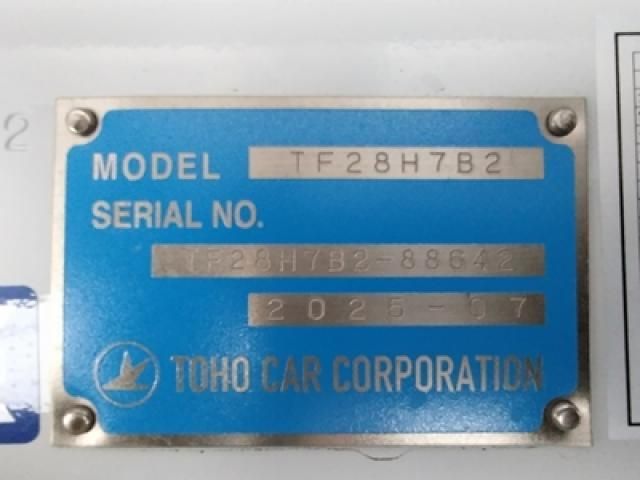 2
MODEL TF28H7B2
SERIAL NO.
TF28H7B2-88642
2025-07
TOHO CAR CORPORATION